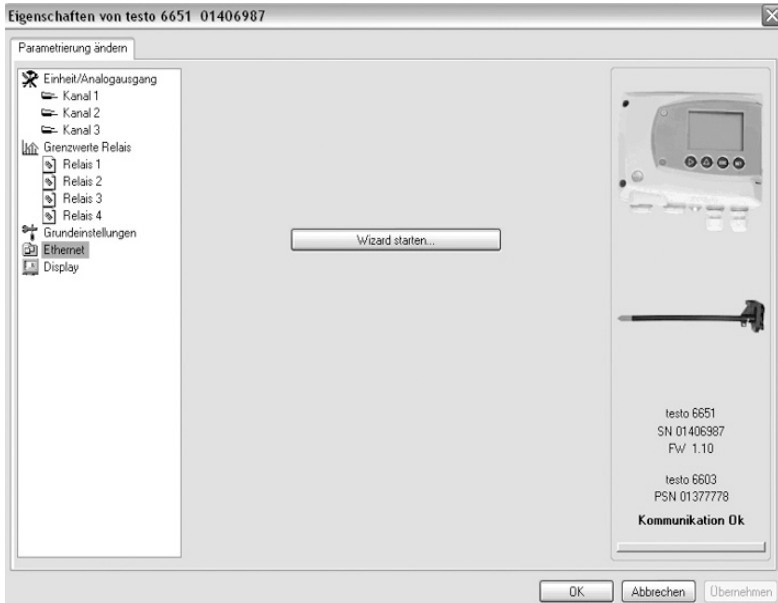 Eigenschaften von testo 6651 01406987
Parametrierung ändern
Einheit/Analogausgang
Kanal 1
Kanal 2
Kanal 3
Grenzwerte Relais
Relais 1
Relais 2
Relais 3
Relais 4
Grundeinstellungen
Ethernet
Display
Wizard starten...
testo 6651
SN 01406987
FW 1.10
testo 6603
PSN 01377778
Kommunikation Ok
OK
Abbrechen
Übernehmen